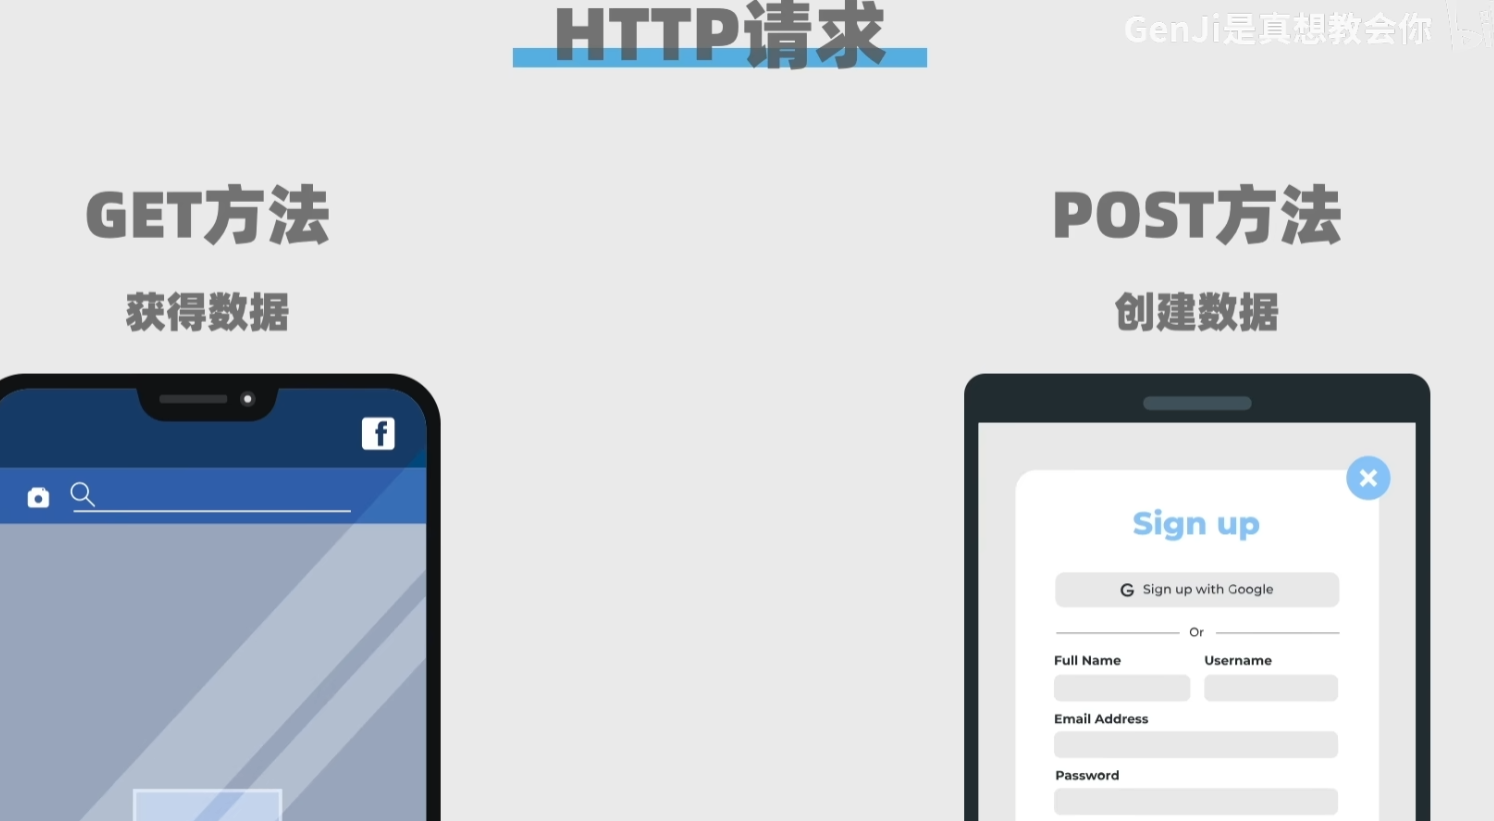 HTTP请求
GenJi是真想教会你
GET方法
获得数据
POST方法
创建数据
f
Sign up
G Sign up with Google
Or
Full Name
Username
Email Address
Password